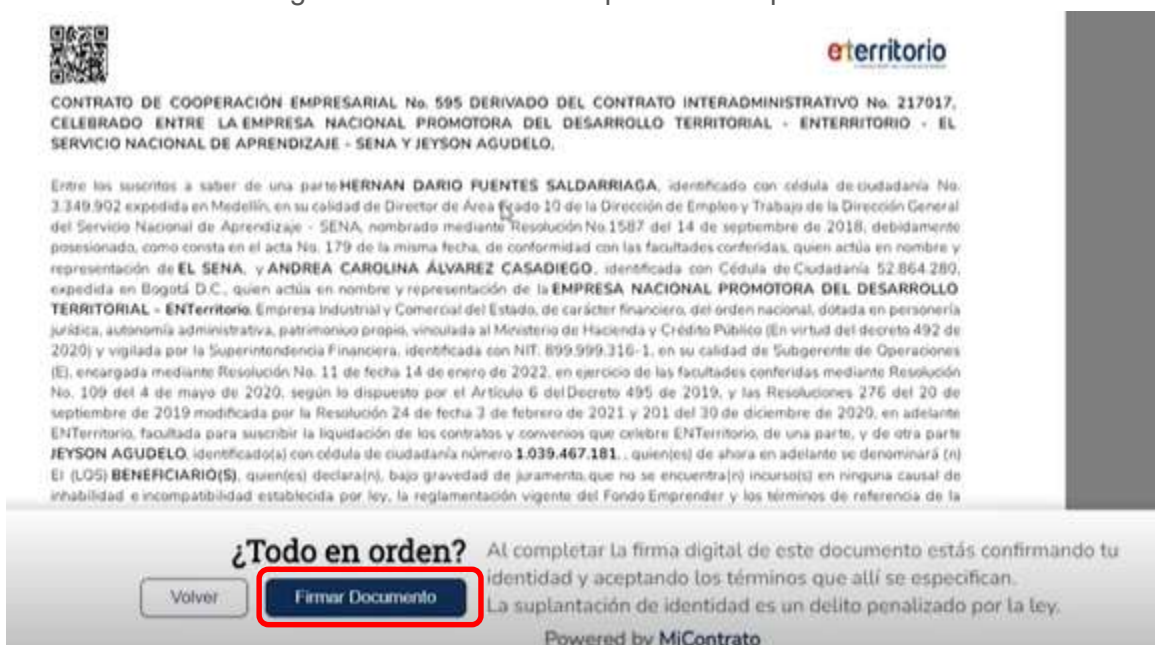 eterritorio
CONTRATO DE COOPERACIÓN EMPRESARIAL No. 595 DERIVADO DEL CONTRATO INTERADMINISTRATIVO No. 217017,
CELEBRADO ENTRE LA EMPRESA NACIONAL PROMOTORA DEL DESARROLLO TERRITORIAL - ENTERRITORIO - EL
SERVICIO NACIONAL DE APRENDIZAJE - SENA Y JEYSON AGUDELO,
Entre los suscritos a saber de una parte HERNAN DARIO FUENTES SALDARRIAGA, identificado con cédula de ciudadanía No.
3.349.902 expedida en Medellín, en su calidad de Director de Área Grado 10 de la Dirección de Empleo y Trabajo de la Dirección General
del Servicio Nacional de Aprendizaje - SENA, nombrado mediante Resolución No.1587 del 14 de septiembre de 2018, debidamente
posesionado, como consta en el acta No. 179 de la misma fecha, de conformidad con las facultades conferidas, quien actúa en nombre y
representación de EL SENA, y ANDREA CAROLINA ÁLVAREZ CASADIEGO, identificada con Cédula de Ciudadanía 52.864.280,
expedida en Bogotá D.C., quien actúa en nombre y representación de la EMPRESA NACIONAL PROMOTORA DEL DESARROLLO
TERRITORIAL - ENTerritorio, Empresa Industrial y Comercial del Estado, de carácter financiero, del orden nacional, dotada en personería
jurídica, autonomía administrativa, patrimonio propio, vinculada al Ministerio de Hacienda y Crédito Público (En virtud del decreto 492 de
2020) y vigilada por la Superintendencia Financiera, identificada con NIT. 899.999.316-1, en su calidad de Subgerente de Operaciones
(E), encargada mediante Resolución No. 11 de fecha 14 de enero de 2022, en ejercicio de las facultades conferidas mediante Resolución
No. 109 del 4 de mayo de 2020, según lo dispuesto por el Artículo 6 del Decreto 495 de 2019, y las Resoluciones 276 del 20 de
septiembre de 2019 modificada por la Resolución 24 de fecha 3 de febrero de 2021 y 201 del 30 de diciembre de 2020, en adelante
ENTerritorio, facultada para suscribir la liquidación de los contratos y convenios que celebre ENTerritorio, de una parte, y de otra parte
JEYSON AGUDELO, identificado(a) con cédula de ciudadanía número 1.039.467.181. , quien(es) de ahora en adelante se denominará (n)
El (LOS) BENEFICIARIO(S), quien(es) declara(n), bajo gravedad de juramento, que no se encuentra(n) incurso(s) en ninguna causal de
inhabilidad e incompatibilidad establecida por ley, la reglamentación vigente del Fondo Emprender y los términos de referencia de la
¿Todo en orden?
Volver
Firmar Documento
Al completar la firma digital de este documento estás confirmando tu
identidad y aceptando los términos que allí se especifican.
La suplantación de identidad es un delito penalizado por la ley.
Powered by MiContrato